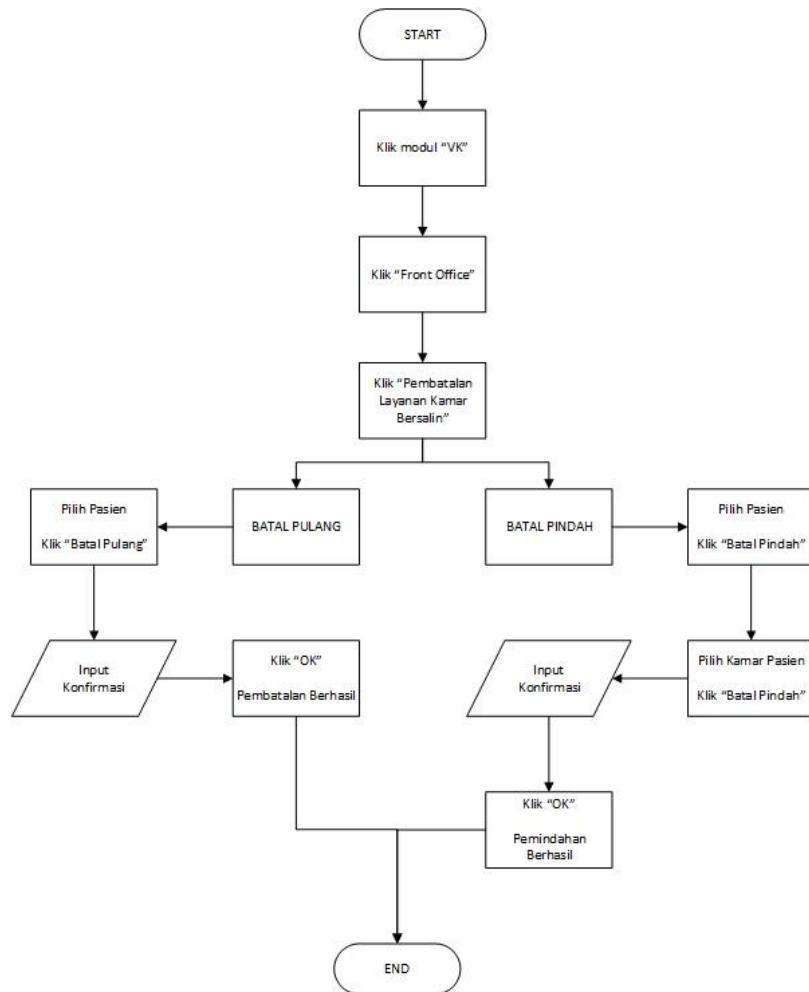 START
Klik modul “VK”
Klik “Front Office”
Klik “Pembatalan
Layanan Kamar
Bersalin”
Pilih Pasien
Klik “Batal Pulang”
BATAL PULANG
BATAL PINDAH
Pilih Pasien
Klik “Batal Pindah”
Input
Konfirmasi
Klik “OK”
Pembatalan Berhasil
Input
Konfirmasi
Pilih Kamar Pasien
Klik “Batal Pindah”
Klik “OK”
Pemindahan
Berhasil
END